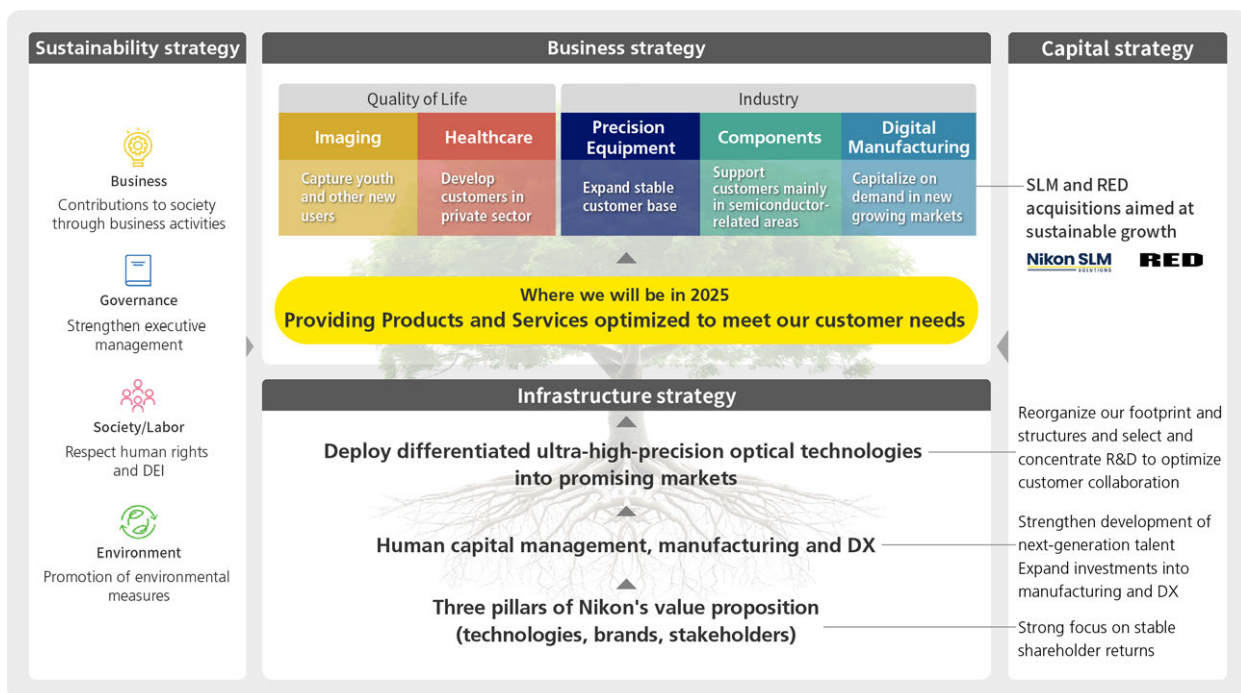 Sustainability strategy
Business
Contributions to society
through business activities
Governance
Strengthen executive
management
Society/Labor
Respect human rights
and DEI
Environment
Promotion of environmental
measures
Business strategy
Quality of Life
Industry
Imaging
Capture youth
and other new
users
Healthcare
Develop
customers in
private sector
Precision
Equipment
Expand stable
customer base
Components
Support
customers mainly
in semiconductor-
related areas
Digital
Manufacturing
Capitalize on
demand in new
growing markets
Where we will be in 2025
Providing Products and Services optimized to meet our customer needs
Infrastructure strategy
Deploy differentiated ultra-high-precision optical technologies
into promising markets
Human capital management, manufacturing and DX
Three pillars of Nikon's value proposition
(technologies, brands, stakeholders)
Capital strategy
SLM and RED
acquisitions aimed at
sustainable growth
Nikon SLM
SOLUTIONS
RED
Reorganize our footprint and
structures and select and
concentrate R&D to optimize
customer collaboration
Strengthen development of
next-generation talent
Expand investments into
manufacturing and DX
Strong focus on stable
shareholder returns